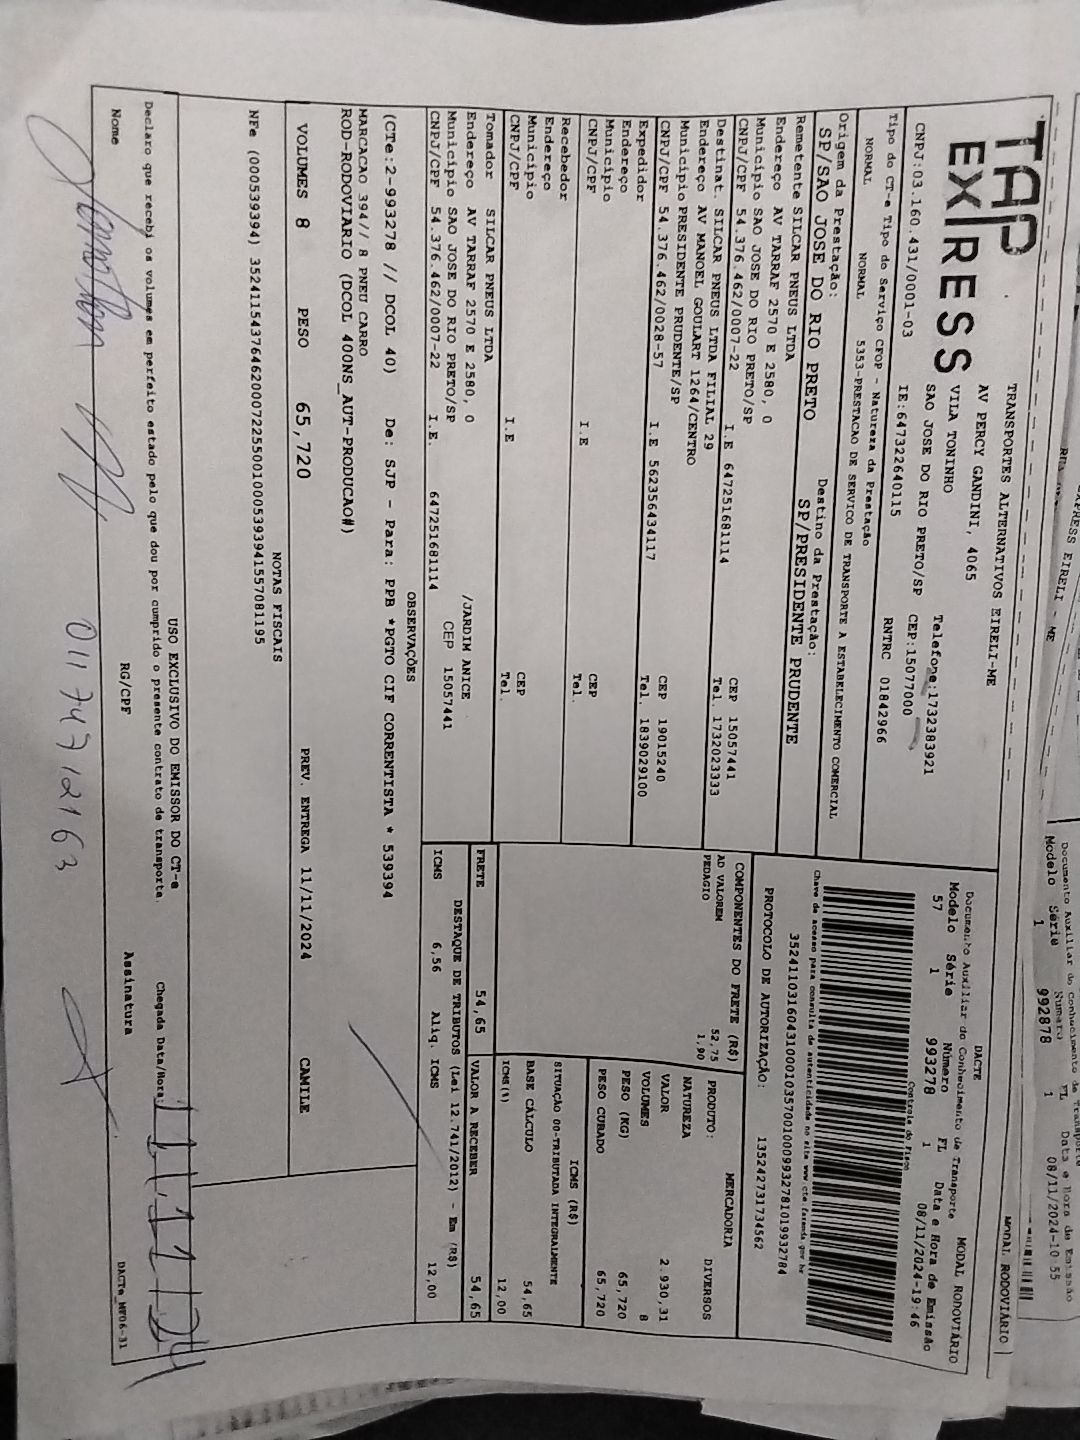 TAP
EXPRESS
TRANSPORTES ALTERNATIVOS EIRELI-ME
AV PERCY GANDINI, 4065
VILA TONINHO
SAO JOSE DO RIO PRETO/SP
Telefone:1732383921
CEP:15077000
CNPJ:03.160.431/0001-03
IE:647322640115
RNTRC 01842966
DACTE
Documento Auxiliar do Conhecimento de Transporte
MODAL RODOVIÁRIO
Modelo Série Número FL Data e Hora de Emissão
57 1 993278 1 08/11/2024-19:46
Controle do Fisco
Chave de acesso para consulta de autenticidade no site www.cte.fazenda.gov.br
35241103160431000103570010009932781019932784
PROTOCOLO DE AUTORIZAÇÃO: 135242731734562
Tipo do CT-e Tipo do Serviço CFOP - Natureza da Prestação
NORMAL NORMAL 5353-PRESTACAO DE SERVICO DE TRANSPORTE A ESTABELECIMENTO COMERCIAL
Origem da Prestação: Destino da Prestação:
SP/SAO JOSE DO RIO PRETO SP/PRESIDENTE PRUDENTE
Remetente SILCAR PNEUS LTDA
Endereço AV TARRAF 2570 E 2580, 0
Município SAO JOSE DO RIO PRETO/SP CEP 15057441
CNPJ/CPF 54.376.462/0007-22 I.E 647251681114 Tel. 1732023333
Destinat. SILCAR PNEUS LTDA FILIAL 29
Endereço AV MANOEL GOULART 1264/CENTRO
Município PRESIDENTE PRUDENTE/SP CEP 19015240
CNPJ/CPF 54.376.462/0028-57 I.E 562356434117 Tel. 1839029100
Expedidor
Endereço
Município CEP
CNPJ/CPF I.E Tel.
Recebedor
Endereço
Município CEP
CNPJ/CPF I.E Tel.
Tomador SILCAR PNEUS LTDA
Endereço AV TARRAF 2570 E 2580, 0 /JARDIM ANICE
Município SAO JOSE DO RIO PRETO/SP CEP 15057441
CNPJ/CPF 54.376.462/0007-22 I.E. 647251681114
COMPONENTES DO FRETE (R$)
AD VALOREM 52,75
PEDAGIO 1,90
MERCADORIA
PRODUTO: DIVERSOS
NATUREZA
VALOR 2.930,31
VOLUMES 8
PESO (KG) 65,720
PESO CUBADO 65,720
ICMS (R$)
SITUAÇÃO 00-TRIBUTADA INTEGRALMENTE
BASE CÁLCULO 54,65
ICMS(%) 12,00
FRETE 54,65 VALOR A RECEBER 54,65
DESTAQUE DE TRIBUTOS (Lei 12.741/2012) - Em (R$)
ICMS 6,56 Aliq. ICMS 12,00
OBSERVAÇÕES
(CTe:2-993278 // DCOL 40) De: SJP - Para: PPB *PGTO CIF CORRENTISTA * 539394
MARCACAO 394// 8 PNEU CARRO
ROD-RODOVIARIO (DCOL 400NS_AUT-PRODUCAO#)
VOLUMES 8 PESO 65,720 PREV. ENTREGA 11/11/2024 CAMILE
NOTAS FISCAIS
NFe (000539394) 35241154376462000722550010005393941557081195
USO EXCLUSIVO DO EMISSOR DO CT-e
Declaro que recebi os volumes em perfeito estado pelo que dou por cumprido o presente contrato de transporte.
Chegada Data/Hora: 11/11/24
Nome RG/CPF Assinatura DACTe_WF06-31
EXPRESS EIRELI - ME
Documento Auxiliar do Conhecimento de Transporte
Modelo Série Número FL Data e Hora de Emissão
1 992878 1 08/11/2024-10:55
MODAL RODOVIÁRIO